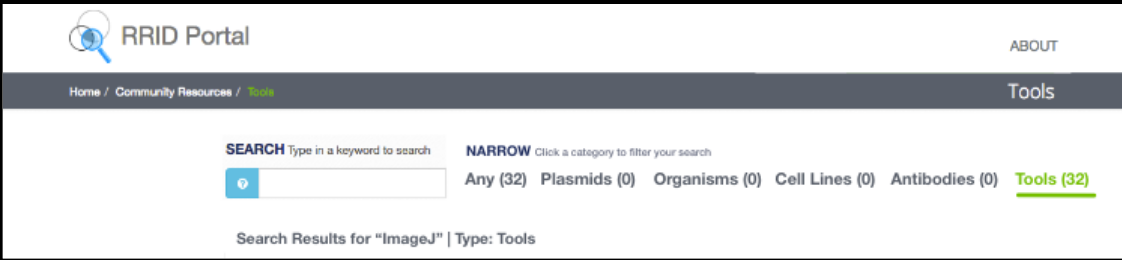 RRID Portal
ABOUT
Home / Community Resources / Tools
Tools
SEARCH Type in a keyword to search
NARROW Click a category to filter your search
?
Any (32) Plasmids (0) Organisms (0) Cell Lines (0) Antibodies (0) Tools (32)
Search Results for “ImageJ” | Type: Tools